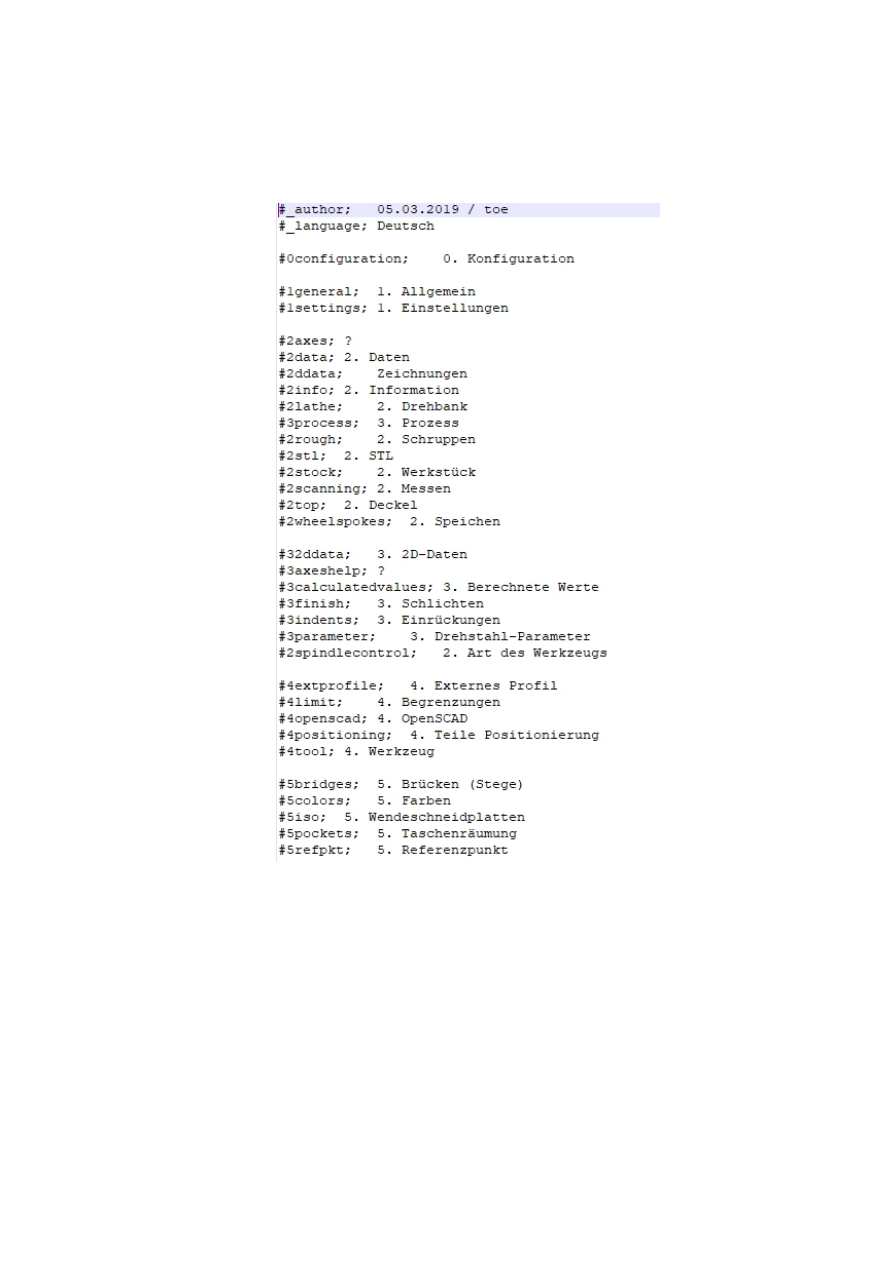 #_author;   05.03.2019 / toe
#_language; Deutsch
#0configuration;    0. Konfiguration
#1general;  1. Allgemein
#1settings; 1. Einstellungen
#2axes; ?
#2data; 2. Daten
#2ddata;    Zeichnungen
#2info; 2. Information
#2lathe;    2. Drehbank
#3process;  3. Prozess
#2rough;    2. Schruppen
#2stl;  2. STL
#2stock;    2. Werkstück
#2scanning; 2. Messen
#2top;  2. Deckel
#2wheelspokes;  2. Speichen
#32ddata;   3. 2D-Daten
#3axeshelp; ?
#3calculatedvalues; 3. Berechnete Werte
#3finish;   3. Schlichten
#3indents;  3. Einrückungen
#3parameter;    3. Drehstahl-Parameter
#2spindlecontrol;   2. Art des Werkzeugs
#4extprofile;   4. Externes Profil
#4limit;    4. Begrenzungen
#4openscad; 4. OpenSCAD
#4positioning;  4. Teile Positionierung
#4tool; 4. Werkzeug
#5bridges;  5. Brücken (Stege)
#5colors;   5. Farben
#5iso;  5. Wendeschneidplatten
#5pockets;  5. Taschenräumung
#5refpkt;   5. Referenzpunkt